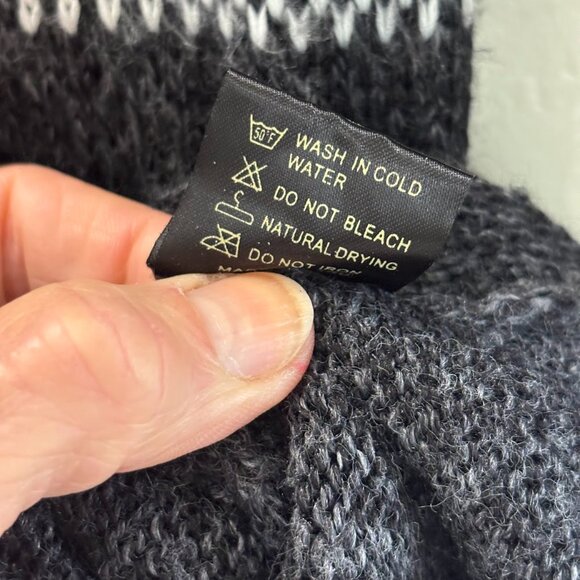 50°F
WASH IN COLD
WATER
DO NOT BLEACH
NATURAL DRYING
DO NOT IRON